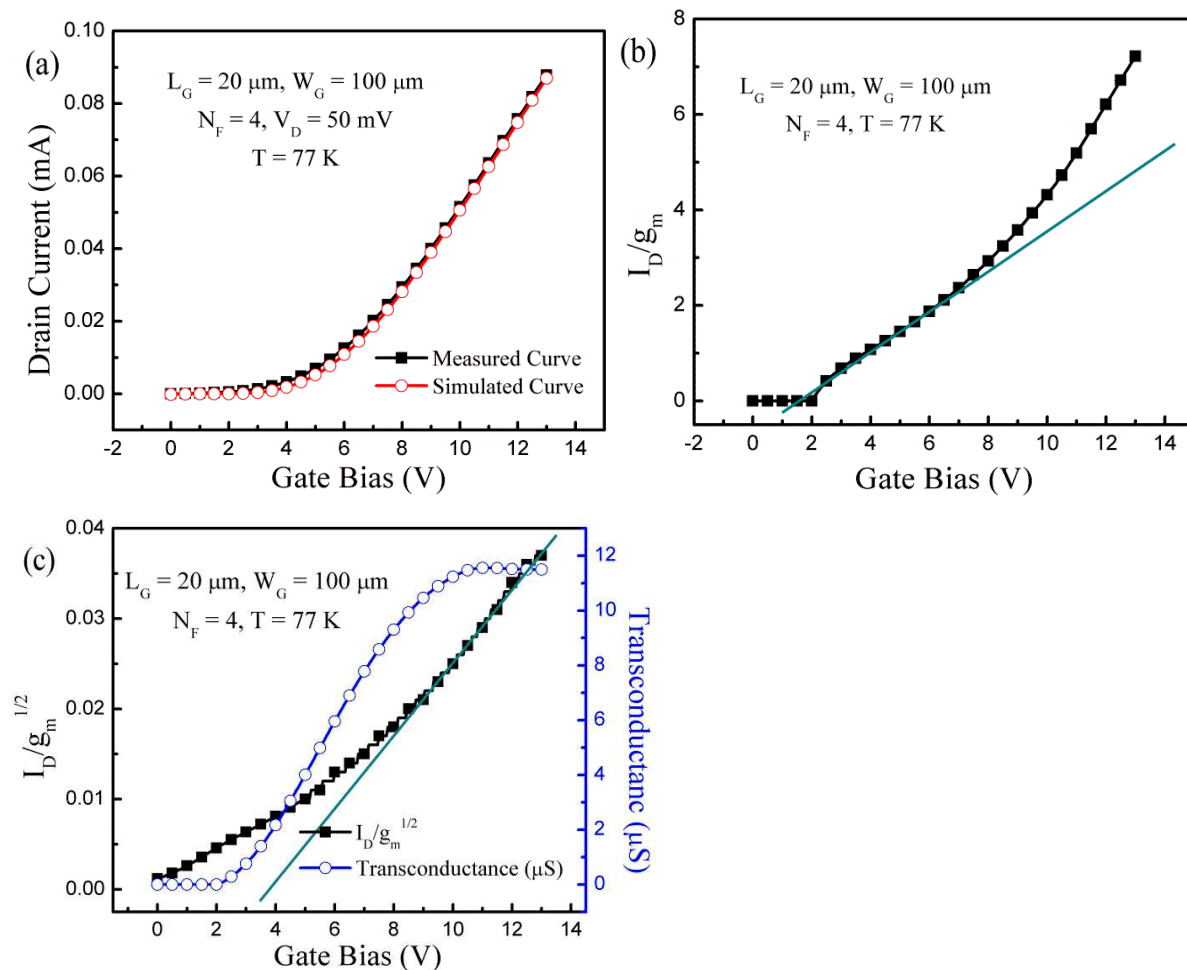 (a)
L_G = 20 μm, W_G = 100 μm
N_F = 4, V_D = 50 mV
T = 77 K
Drain Current (mA)
0.10
0.08
0.06
0.04
0.02
0.00
Measured Curve
Simulated Curve
-2 0 2 4 6 8 10 12 14
Gate Bias (V)
(b)
L_G = 20 μm, W_G = 100 μm
N_F = 4, T = 77 K
I_D/g_m
8
6
4
2
0
-2 0 2 4 6 8 10 12 14
Gate Bias (V)
(c)
L_G = 20 μm, W_G = 100 μm
N_F = 4, T = 77 K
I_D/g_m^1/2
0.04
0.03
0.02
0.01
0.00
I_D/g_m^1/2
Transconductance (μS)
12
10
8
6
4
2
0
Transconductanc (μS)
0 2 4 6 8 10 12 14
Gate Bias (V)